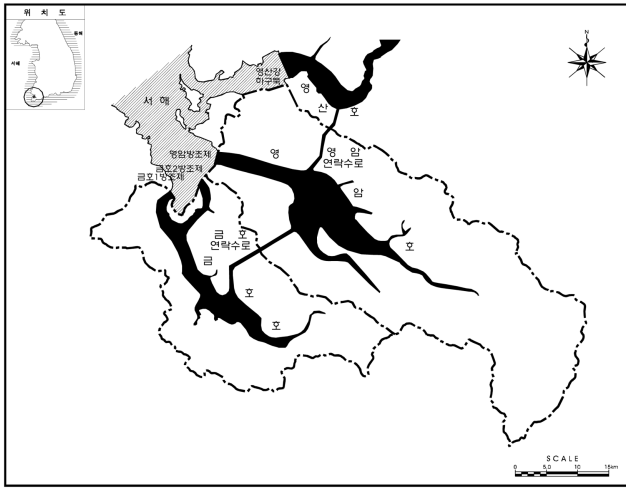 위 치 도
동해
서해
N
영산강
하구둑
서 해
영
산
호
영암방조제
금호2방조제
금호1방조제
영
암
호
영 암
연락수로
금 호
연락수로
금
호
호
SCALE
0 5.0 10 15km